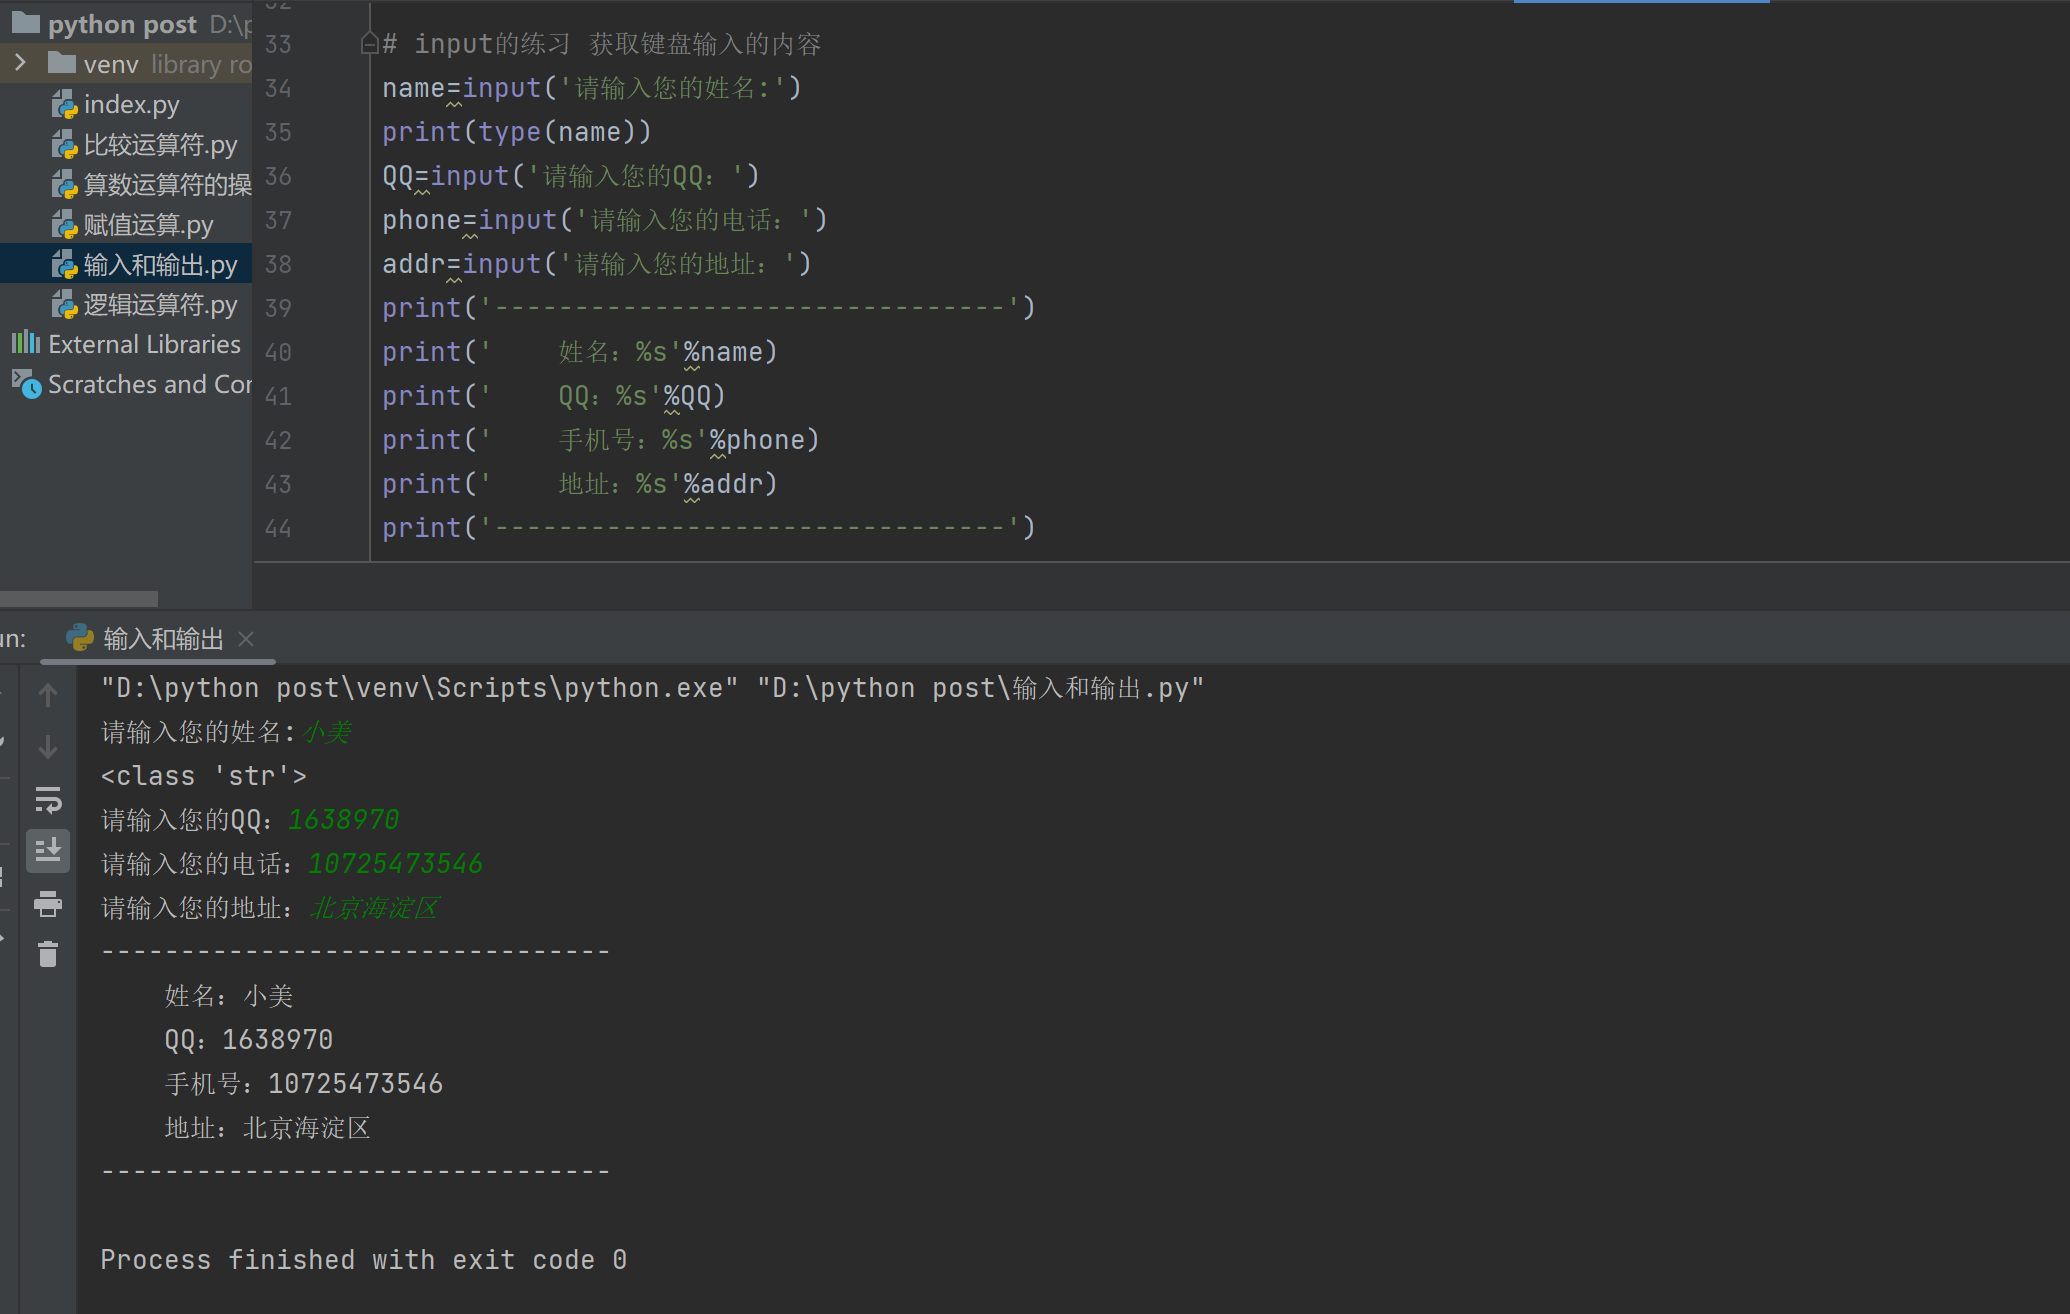 python post D:\p
venv library ro
index.py
比较运算符.py
算数运算符的操
赋值运算.py
输入和输出.py
逻辑运算符.py
External Libraries
Scratches and Con
32
33 # input的练习 获取键盘输入的内容
34 name=input('请输入您的姓名:')
35 print(type(name))
36 QQ=input('请输入您的QQ：')
37 phone=input('请输入您的电话：')
38 addr=input('请输入您的地址：')
39 print('--------------------------------')
40 print('    姓名：%s'%name)
41 print('    QQ：%s'%QQ)
42 print('    手机号：%s'%phone)
43 print('    地址：%s'%addr)
44 print('--------------------------------')
un: 输入和输出
"D:\python post\venv\Scripts\python.exe" "D:\python post\输入和输出.py"
请输入您的姓名:小美
<class 'str'>
请输入您的QQ：1638970
请输入您的电话：10725473546
请输入您的地址：北京海淀区
--------------------------------
    姓名：小美
    QQ：1638970
    手机号：10725473546
    地址：北京海淀区
--------------------------------
Process finished with exit code 0